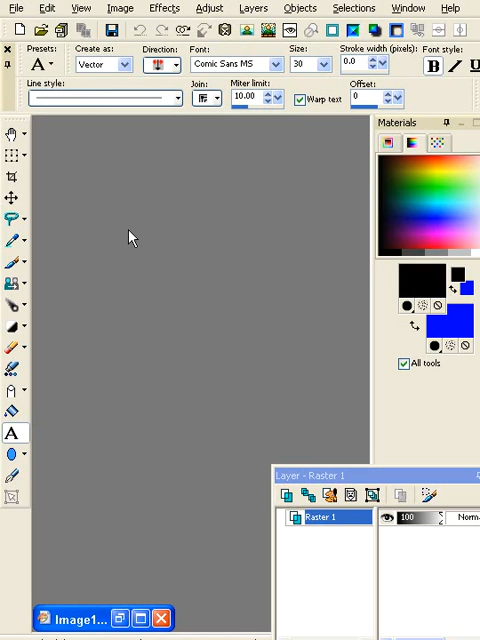 File Edit View Image Effects Adjust Layers Objects Selections Window Help
Presets: Create as: Direction: Font: Size: Stroke width (pixels): Font style:
A Vector Comic Sans MS 30 0.0 B I U
Line style: Join: Miter limit: Offset:
10.00 Warp text 0
Materials
All tools
A
Layer - Raster 1
Raster 1 100 Norm
Image1...